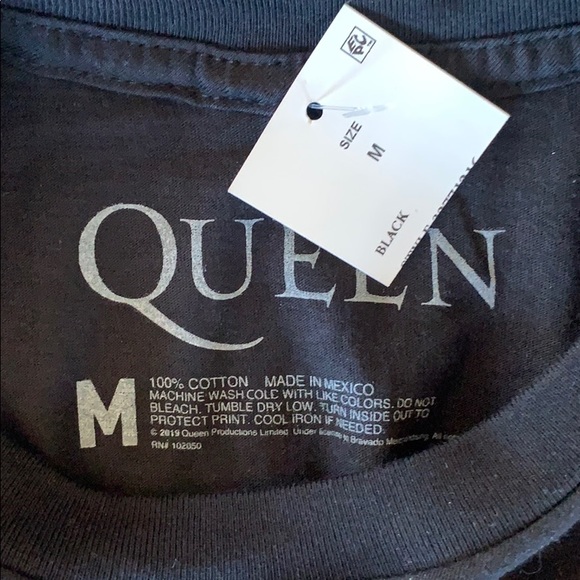 SIZE
M
BLACK
QUEEN
M
100% COTTON MADE IN MEXICO
MACHINE WASH COLD WITH LIKE COLORS. DO NOT
BLEACH. TUMBLE DRY LOW. TURN INSIDE OUT TO
PROTECT PRINT. COOL IRON IF NEEDED.
© 2019 Queen Productions Limited. Under license to Bravado Merchandising. All
RN# 102850